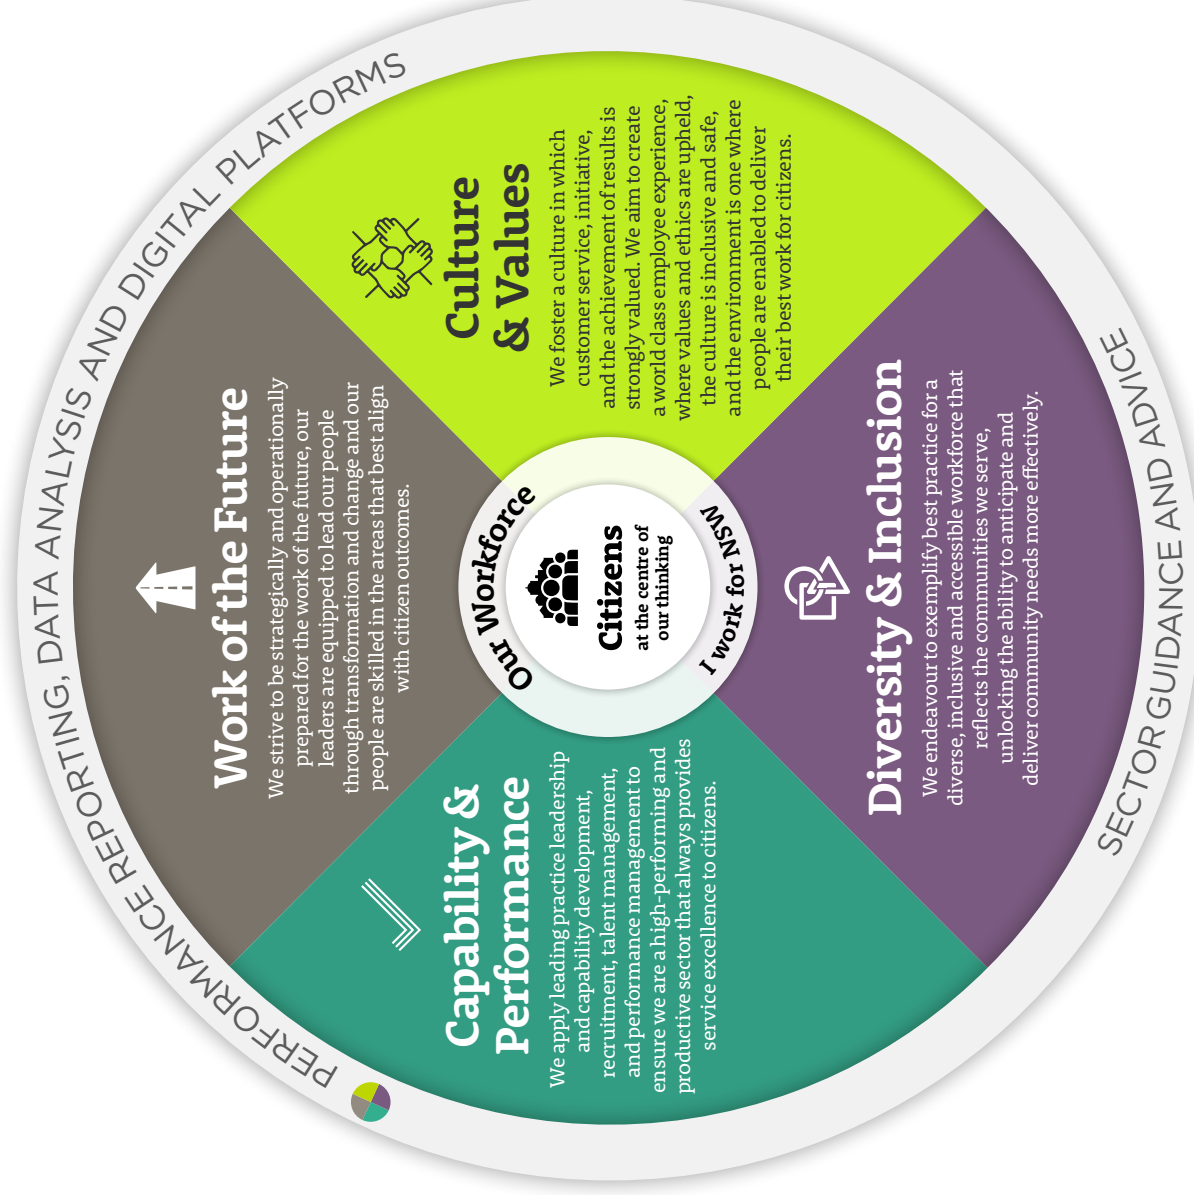 PERFORMANCE REPORTING, DATA ANALYSIS AND DIGITAL PLATFORMS
Work of the Future
We strive to be strategically and operationally
prepared for the work of the future, our
leaders are equipped to lead our people
through transformation and change and our
people are skilled in the areas that best align
with citizen outcomes.
Capability &
Performance
We apply leading practice leadership
and capability development,
recruitment, talent management,
and performance management to
ensure we are a high-performing and
productive sector that always provides
service excellence to citizens.
Our Workforce
Citizens
at the centre of
our thinking
I work for NSW
Culture
& Values
We foster a culture in which
customer service, initiative,
and the achievement of results is
strongly valued. We aim to create
a world class employee experience,
where values and ethics are upheld,
the culture is inclusive and safe,
and the environment is one where
people are enabled to deliver
their best work for citizens.
Diversity & Inclusion
We endeavour to exemplify best practice for a
diverse, inclusive and accessible workforce that
reflects the communities we serve,
unlocking the ability to anticipate and
deliver community needs more effectively.
SECTOR GUIDANCE AND ADVICE